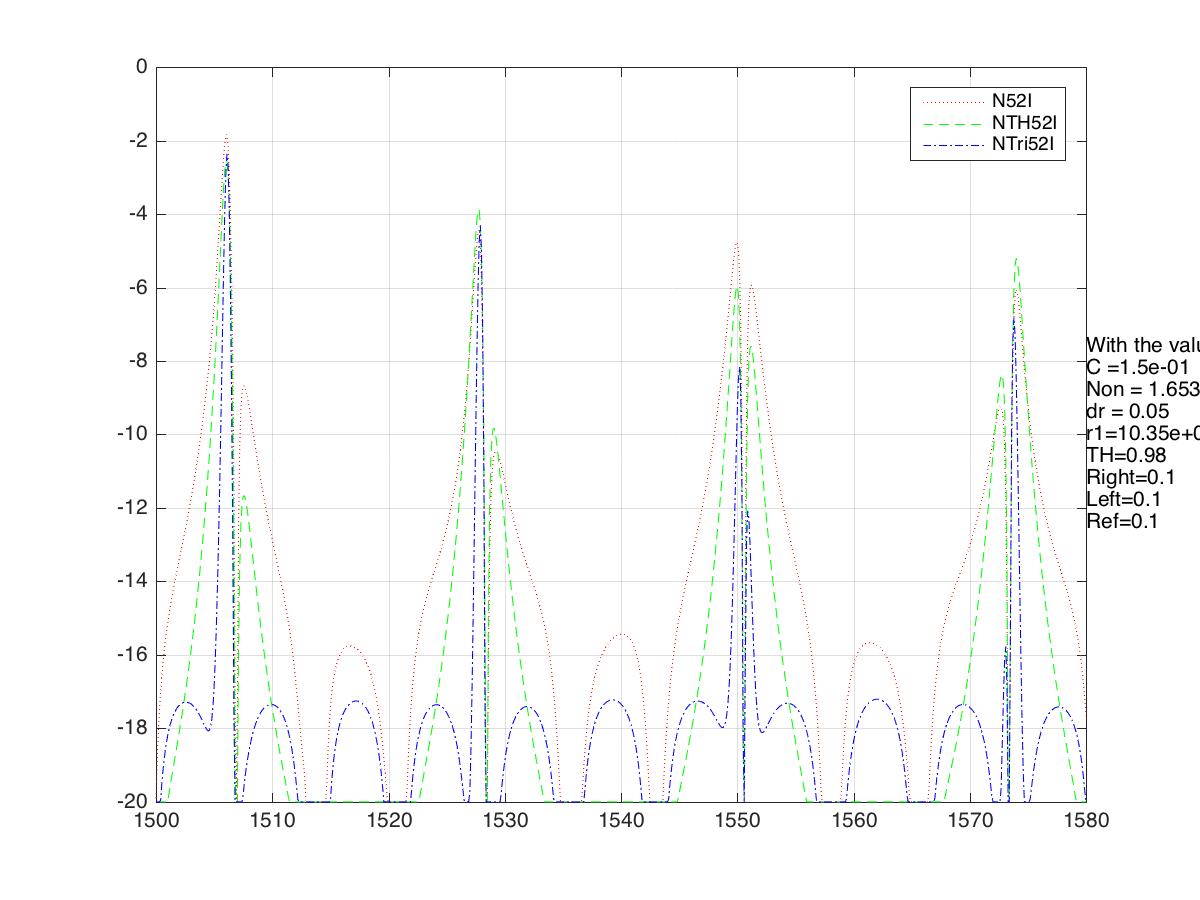 0
-2
-4
-6
-8
-10
-12
-14
-16
-18
-20
1500 1510 1520 1530 1540 1550 1560 1570 1580
N52I
NTH52I
NTri52I
With the
C =1.5e-01
Non = 1.653
dr = 0.05
r1=10.35e+0
TH=0.98
Right=0.1
Left=0.1
Ref=0.1